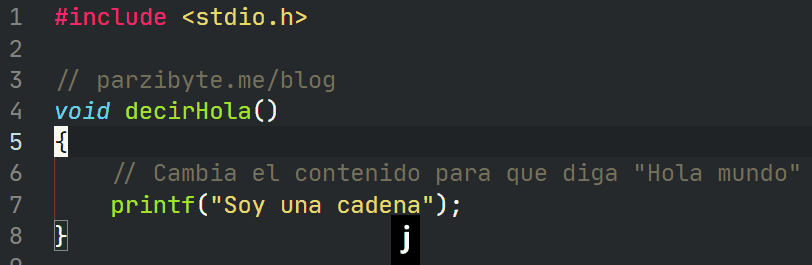 1 #include <stdio.h>
2
3 // parzibyte.me/blog
4 void decirHola()
5 {
6 // Cambia el contenido para que diga "Hola mundo"
7 printf("Soy una cadena");
8 }
j